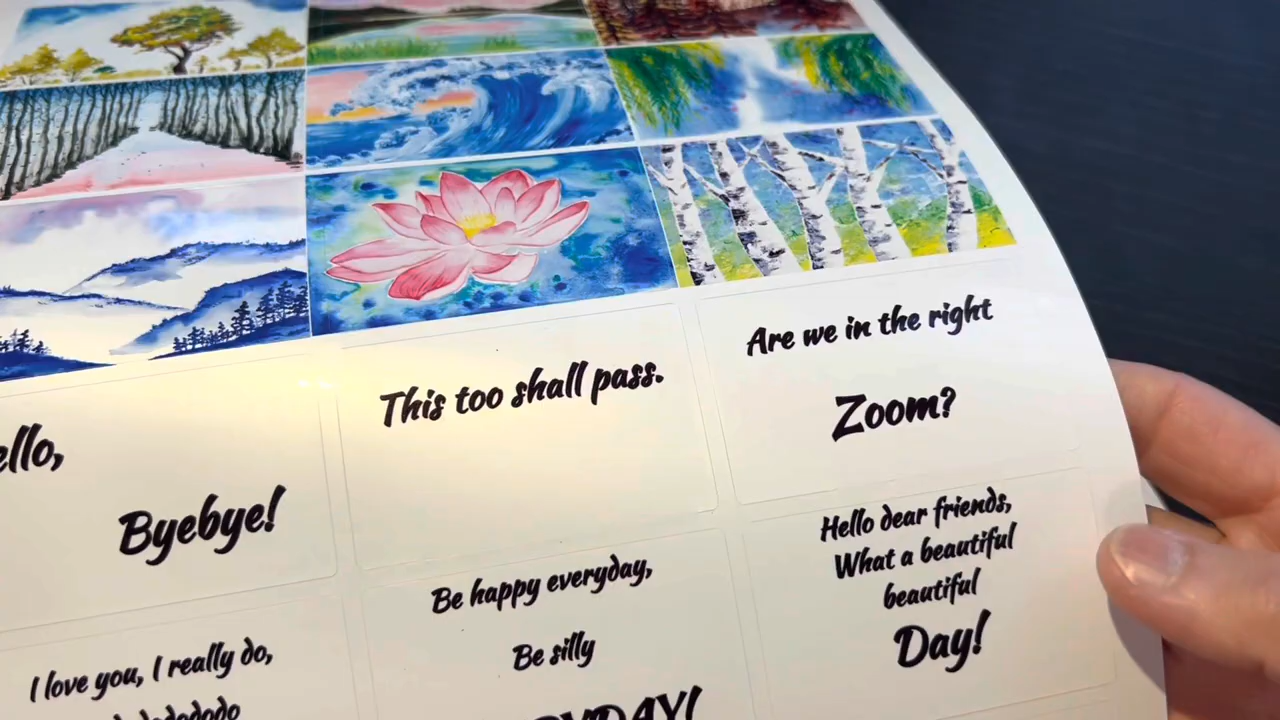 This too shall pass.
Are we in the right
Zoom?
Byebye!
Hello dear friends,
What a beautiful
beautiful
Day!
Be happy everyday,
Be silly
I love you, I really do,